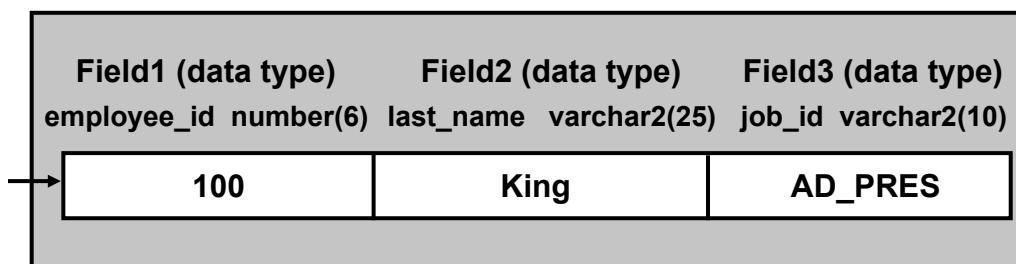 Field1 (data type) Field2 (data type) Field3 (data type)
employee_id number(6) last_name varchar2(25) job_id varchar2(10)
100 King AD_PRES